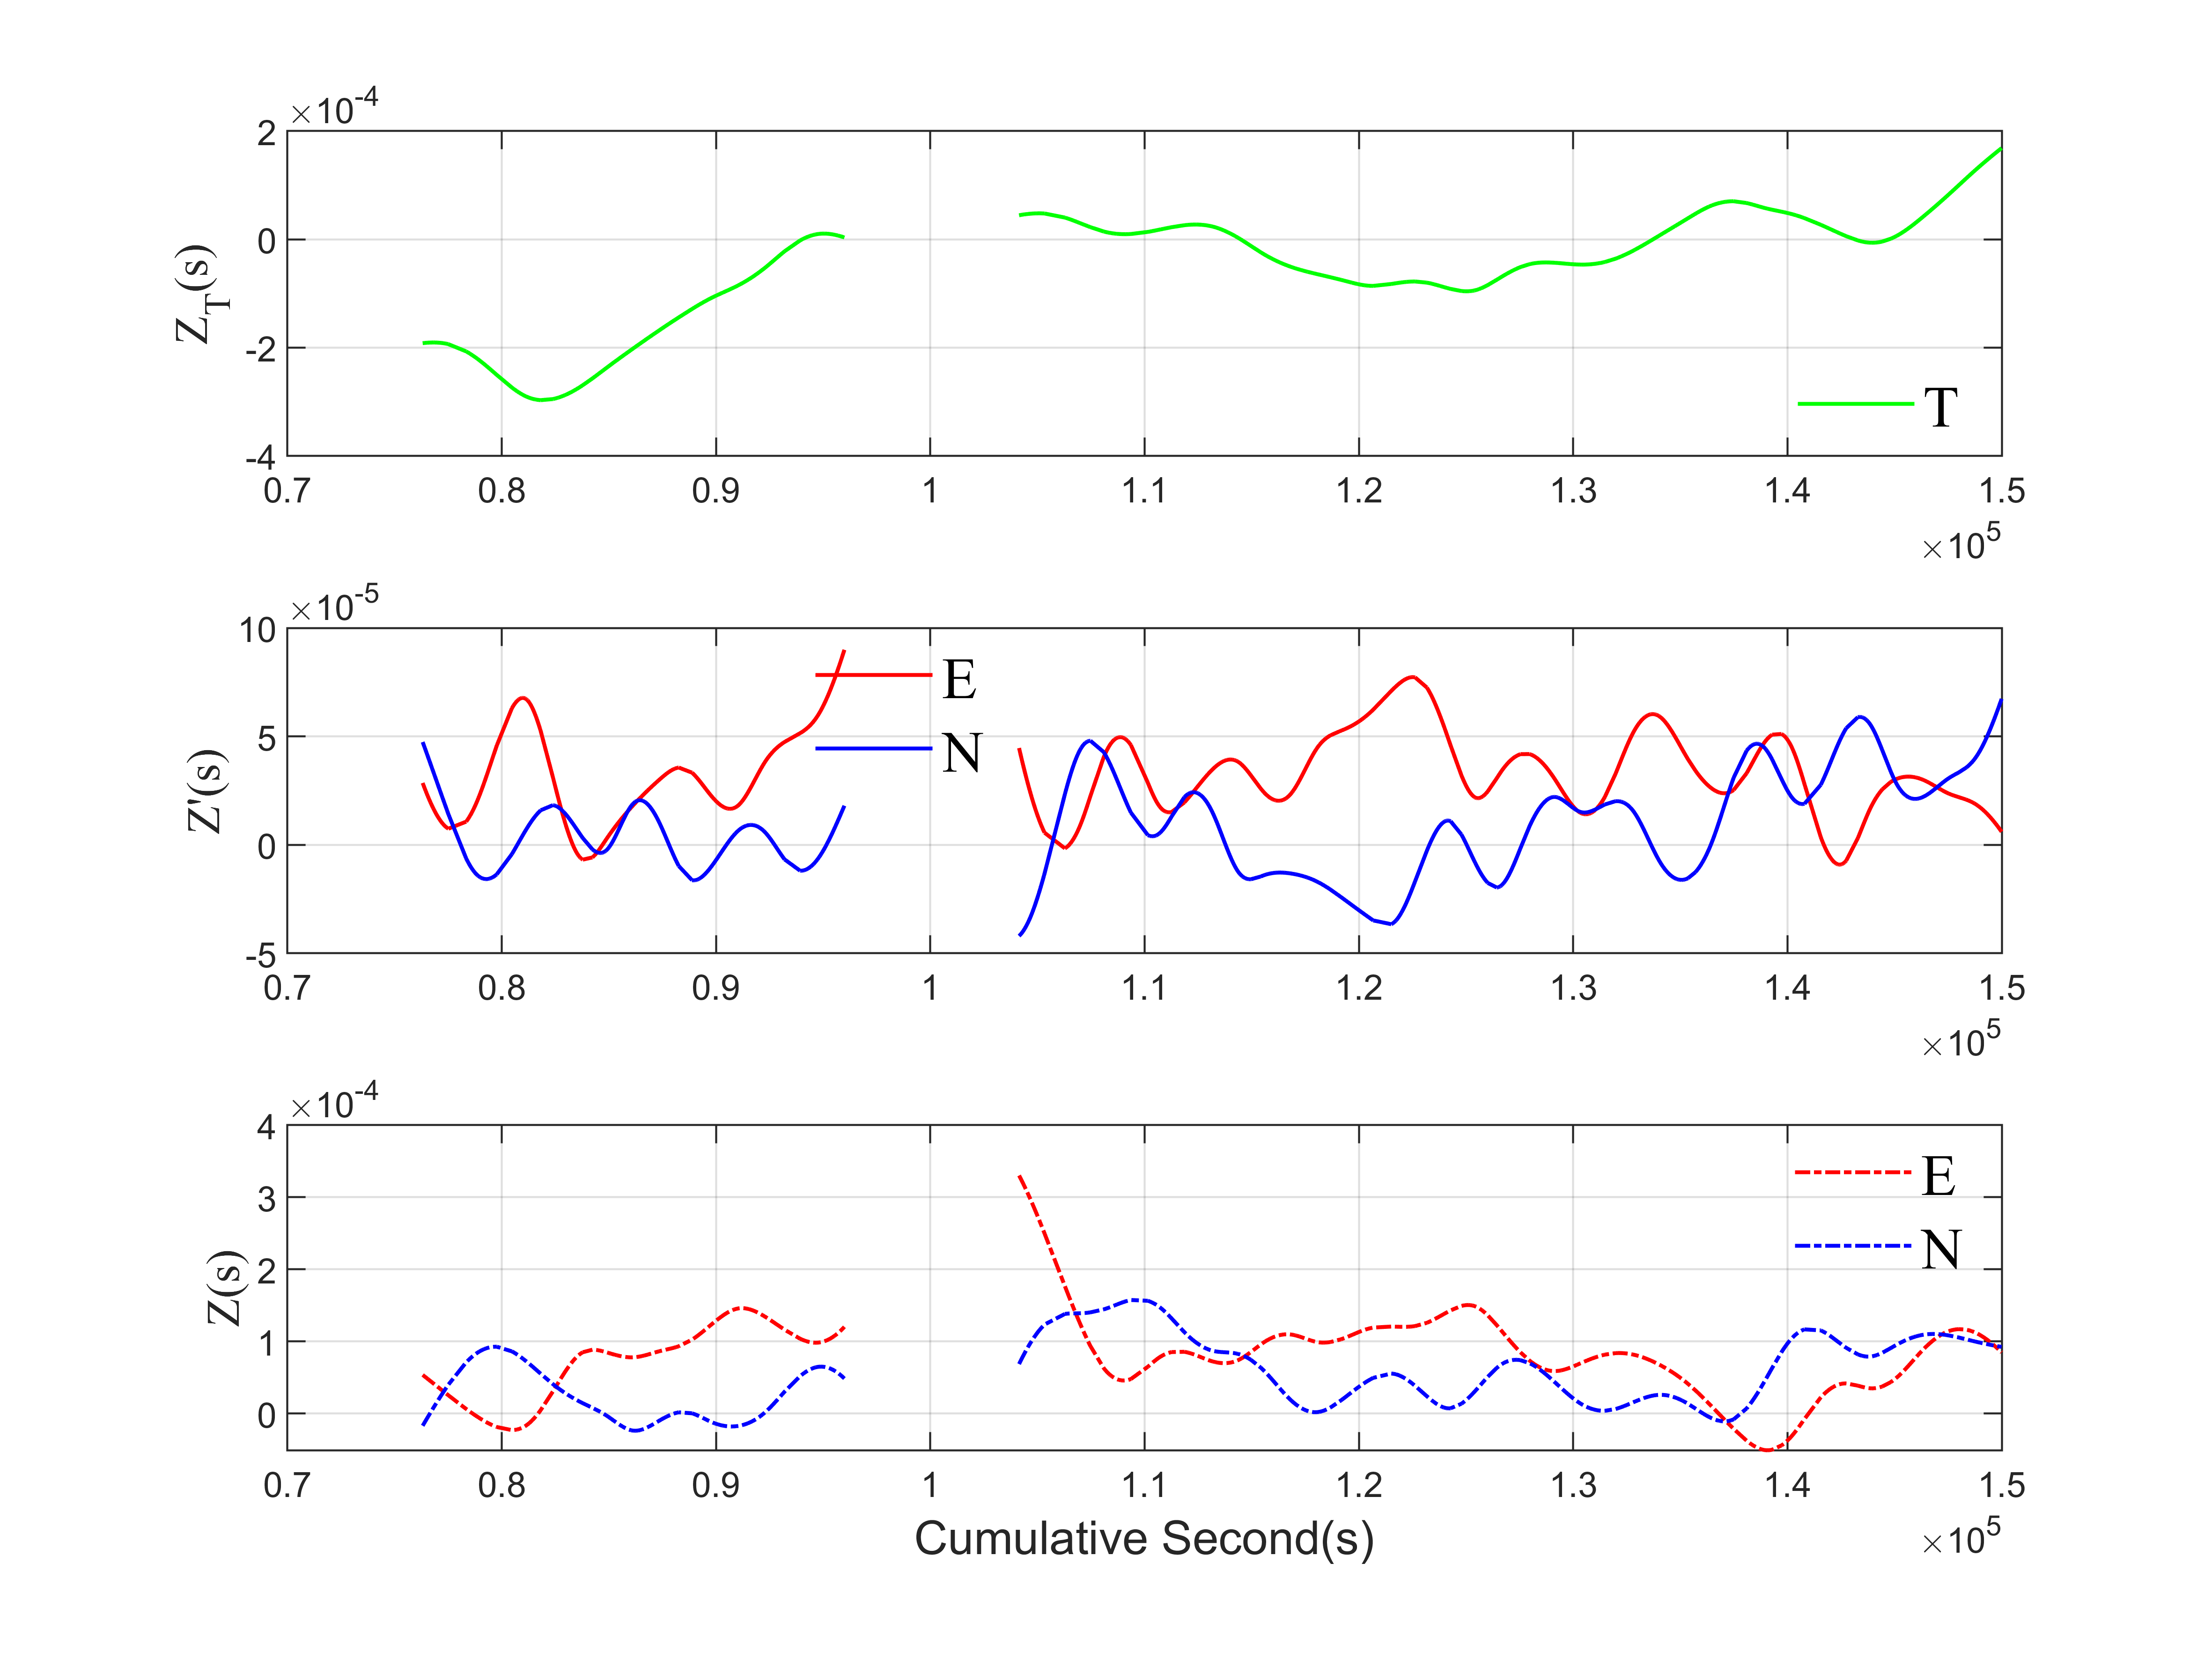 ×10-4
2
0
-2
-4
Z_T(s)
T
0.7 0.8 0.9 1 1.1 1.2 1.3 1.4 1.5
×10^5
×10^-5
10
5
0
-5
Z'(s)
E
N
0.7 0.8 0.9 1 1.1 1.2 1.3 1.4 1.5
×10^5
×10^-4
4
3
2
1
0
Z(s)
E
N
0.7 0.8 0.9 1 1.1 1.2 1.3 1.4 1.5
Cumulative Second(s)
×10^5